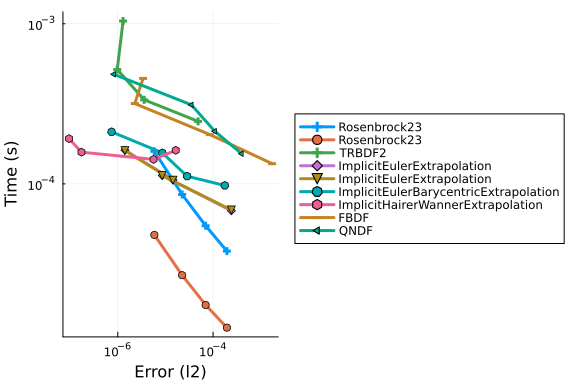 10⁻³
10⁻⁴
Time (s)
10⁻⁶
10⁻⁴
Error (l2)
Rosenbrock23
Rosenbrock23
TRBDF2
ImplicitEulerExtrapolation
ImplicitEulerExtrapolation
ImplicitEulerBarycentricExtrapolation
ImplicitHairerWannerExtrapolation
FBDF
QNDF